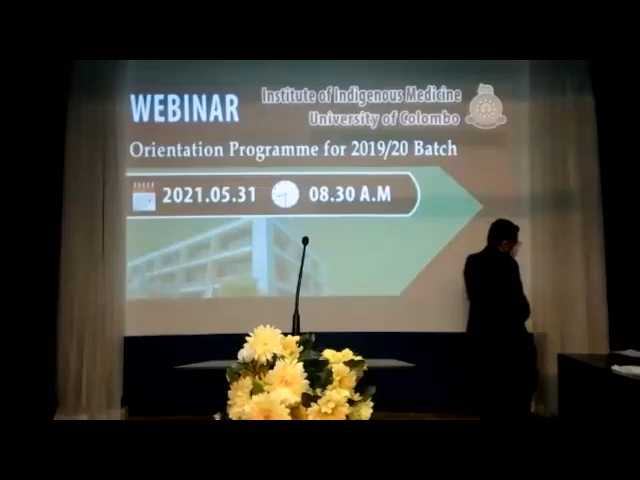 WEBINAR
Institute of Indigenous Medicine
University of Colombo
Orientation Programme for 2019/20 Batch
2021.05.31 08.30 A.M